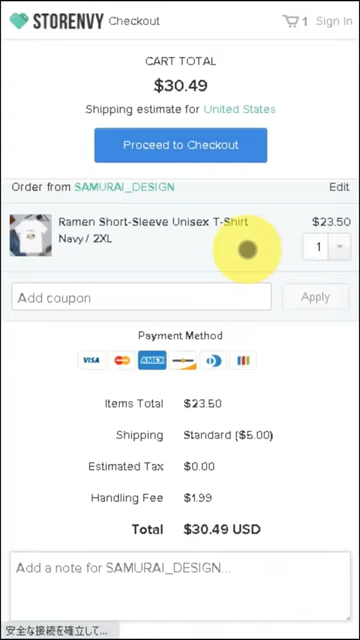 STORENVY Checkout 1 Sign In
CART TOTAL
$30.49
Shipping estimate for United States
Proceed to Checkout
Order from SAMURAI_DESIGN Edit
Ramen Short-Sleeve Unisex T-Shirt $23.50
Navy / 2XL 1
Add coupon Apply
Payment Method
VISA AMEX
Items Total $23.50
Shipping Standard ($5.00)
Estimated Tax $0.00
Handling Fee $1.99
Total $30.49 USD
Add a note for SAMURAI_DESIGN...
安全な接続を確立して...